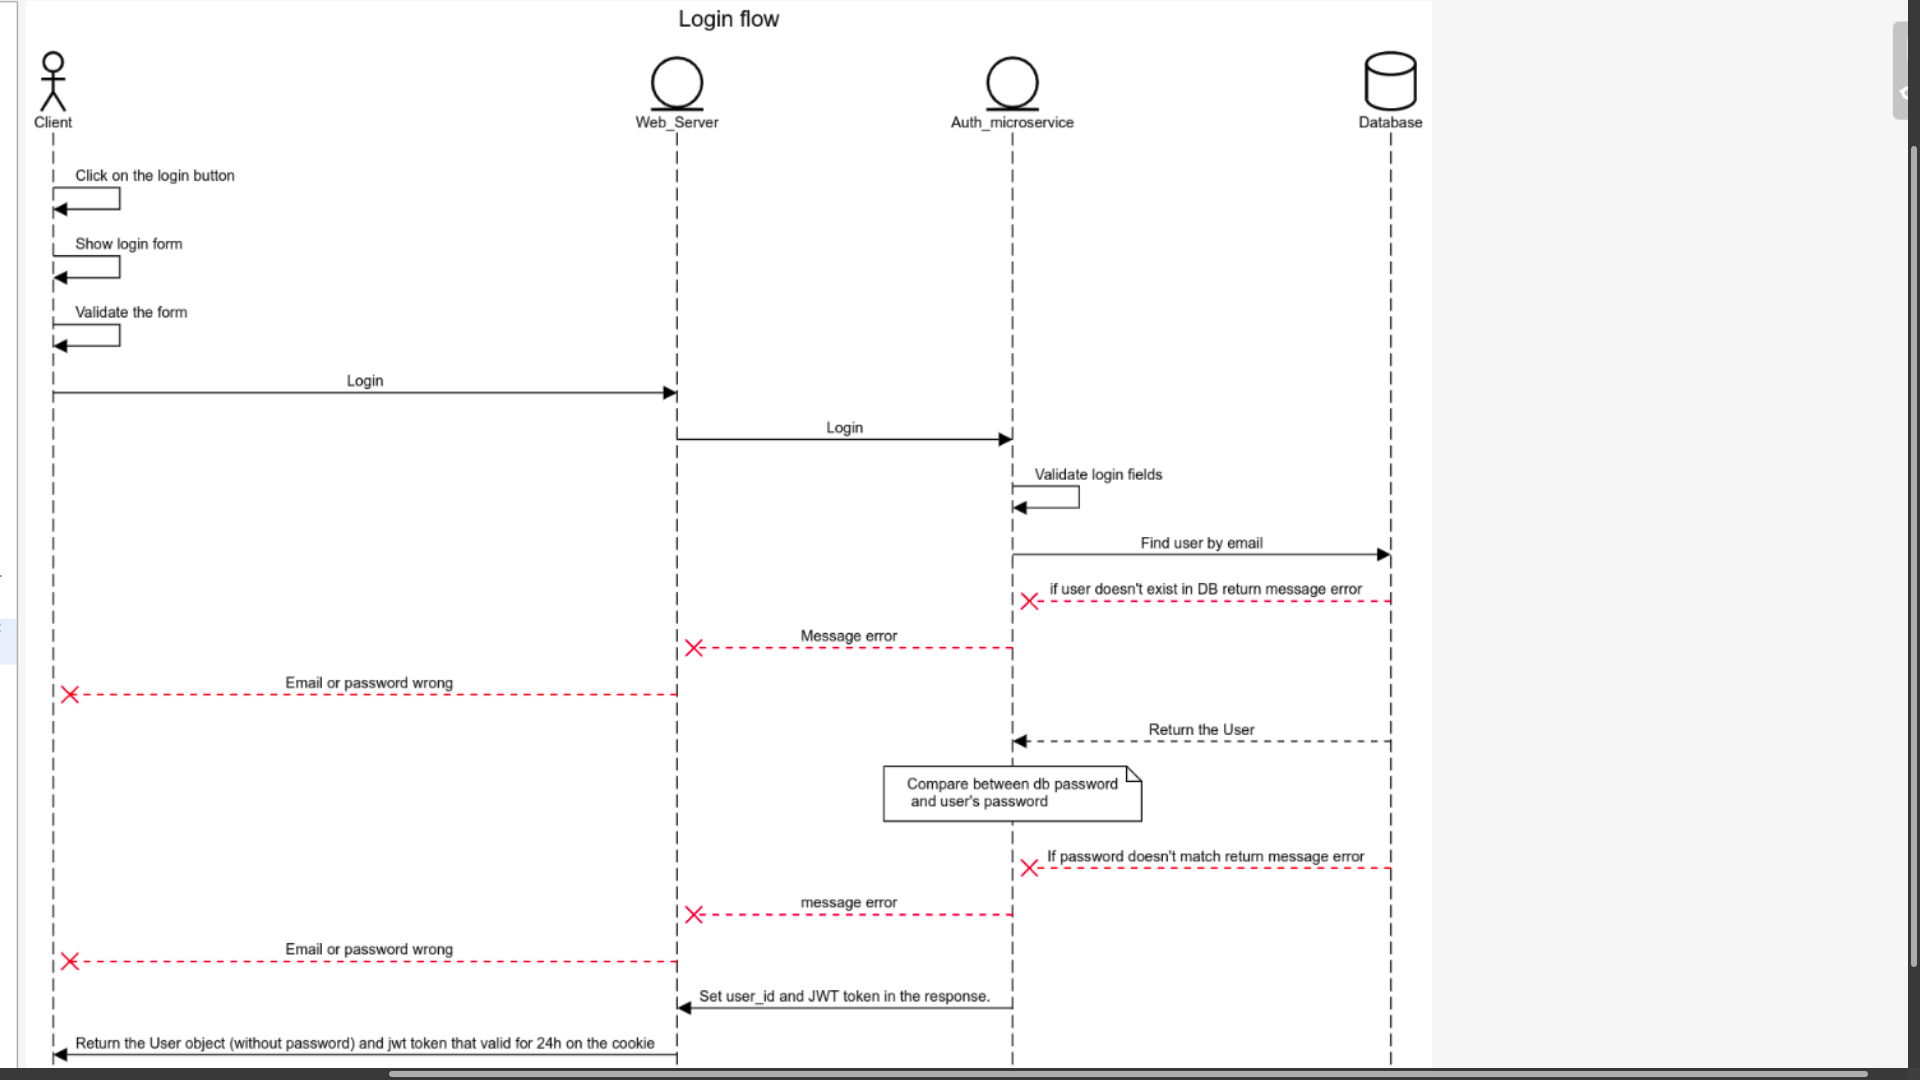 Login flow
Client
Web_Server
Auth_microservice
Database
Click on the login button
Show login form
Validate the form
Login
Login
Validate login fields
Find user by email
if user doesn't exist in DB return message error
Message error
Email or password wrong
Return the User
Compare between db password
and user's password
If password doesn't match return message error
message error
Email or password wrong
Set user_id and JWT token in the response.
Return the User object (without password) and jwt token that valid for 24h on the cookie